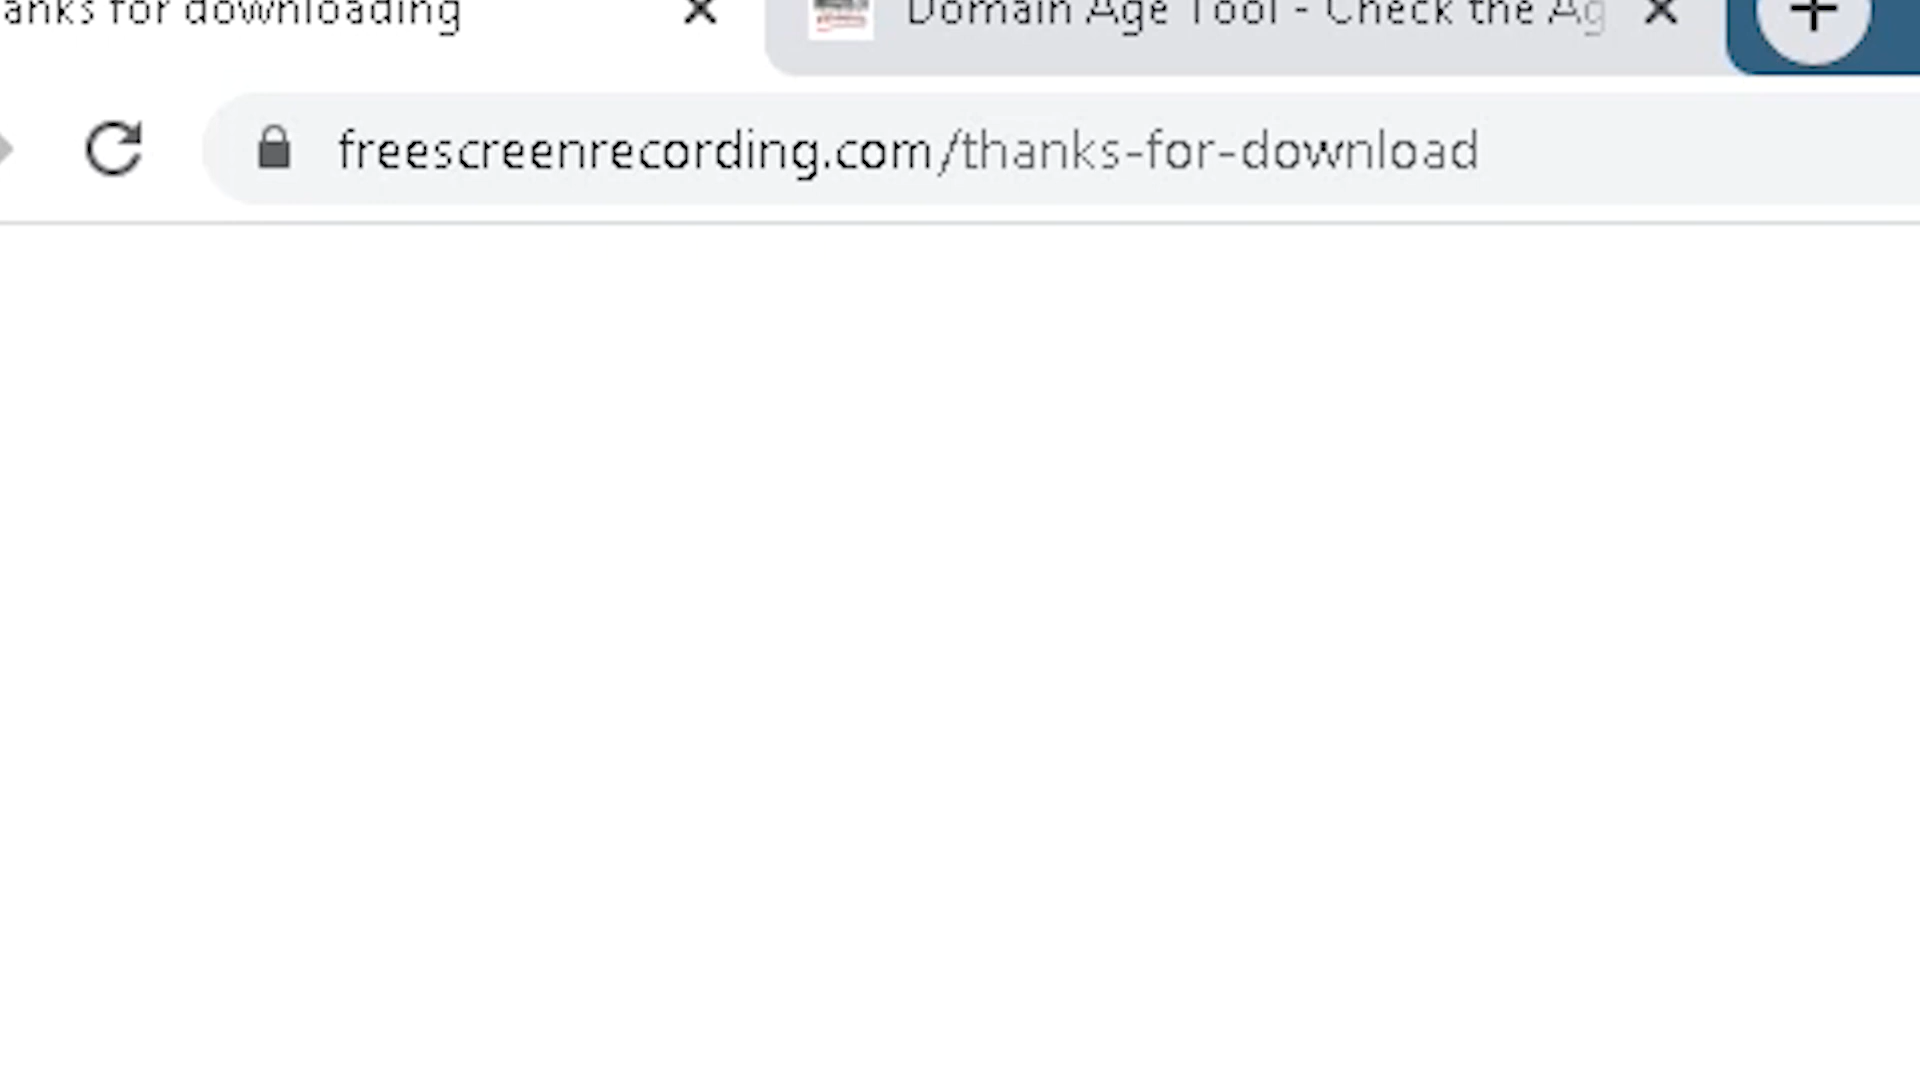 anks for downloading
Domain Age Tool - Check the Ag
freescreenrecording.com/thanks-for-download